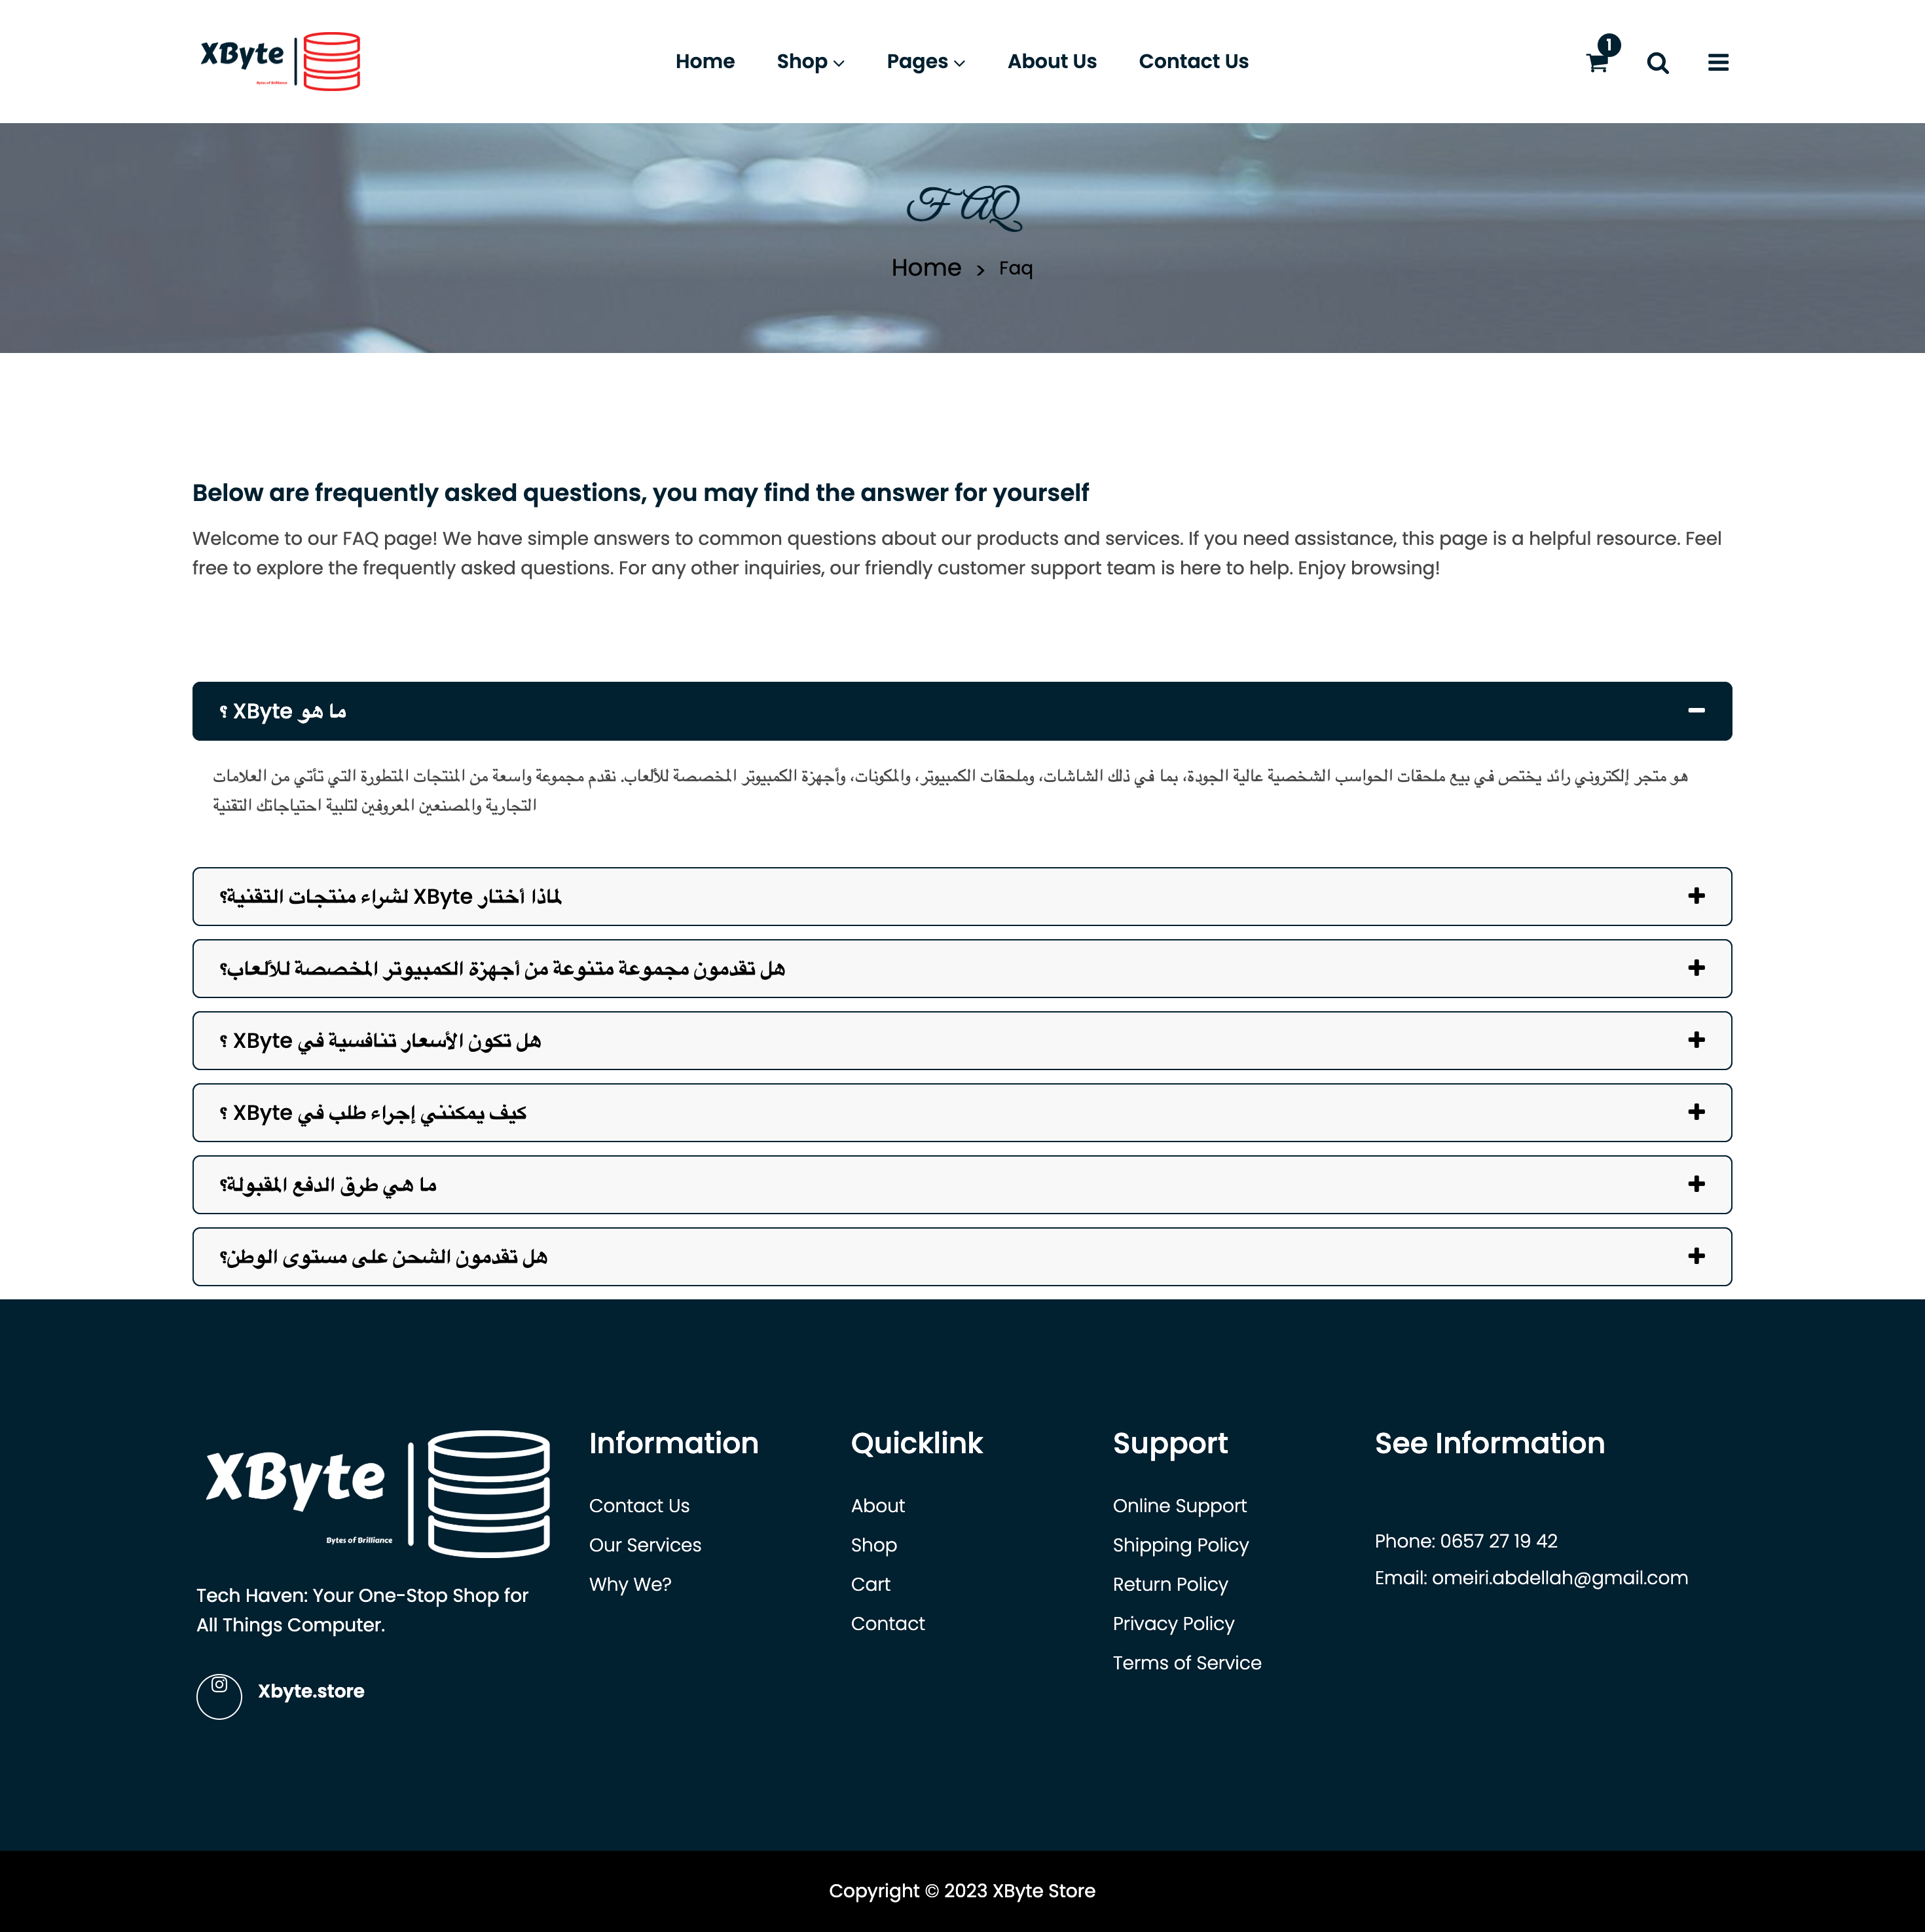 XByte
Bytes of Brilliance
Home
Shop
Pages
About Us
Contact Us
1
FAQ
Home > Faq
Below are frequently asked questions, you may find the answer for yourself
Welcome to our FAQ page! We have simple answers to common questions about our products and services. If you need assistance, this page is a helpful resource. Feel
free to explore the frequently asked questions. For any other inquiries, our friendly customer support team is here to help. Enjoy browsing!
ما هو XByte ؟
هو متجر إلكتروني رائد يختص في بيع ملحقات الحواسب الشخصية عالية الجودة، بما في ذلك الشاشات، وملحقات الكمبيوتر، والمكونات، وأجهزة الكمبيوتر المخصصة للألعاب. نقدم مجموعة واسعة من المنتجات المتطورة التي تأتي من العلامات
التجارية والمصنعين المعروفين لتلبية احتياجاتك التقنية
لماذا أختار XByte لشراء منتجات التقنية؟
هل تقدمون مجموعة متنوعة من أجهزة الكمبيوتر المخصصة للألعاب؟
هل تكون الأسعار تنافسية في XByte ؟
كيف يمكنني إجراء طلب في XByte ؟
ما هي طرق الدفع المقبولة؟
هل تقدمون الشحن على مستوى الوطن؟
XByte
Bytes of Brilliance
Tech Haven: Your One-Stop Shop for
All Things Computer.
Xbyte.store
Information
Contact Us
Our Services
Why We?
Quicklink
About
Shop
Cart
Contact
Support
Online Support
Shipping Policy
Return Policy
Privacy Policy
Terms of Service
See Information
Phone: 0657 27 19 42
Email: omeiri.abdellah@gmail.com
Copyright © 2023 XByte Store